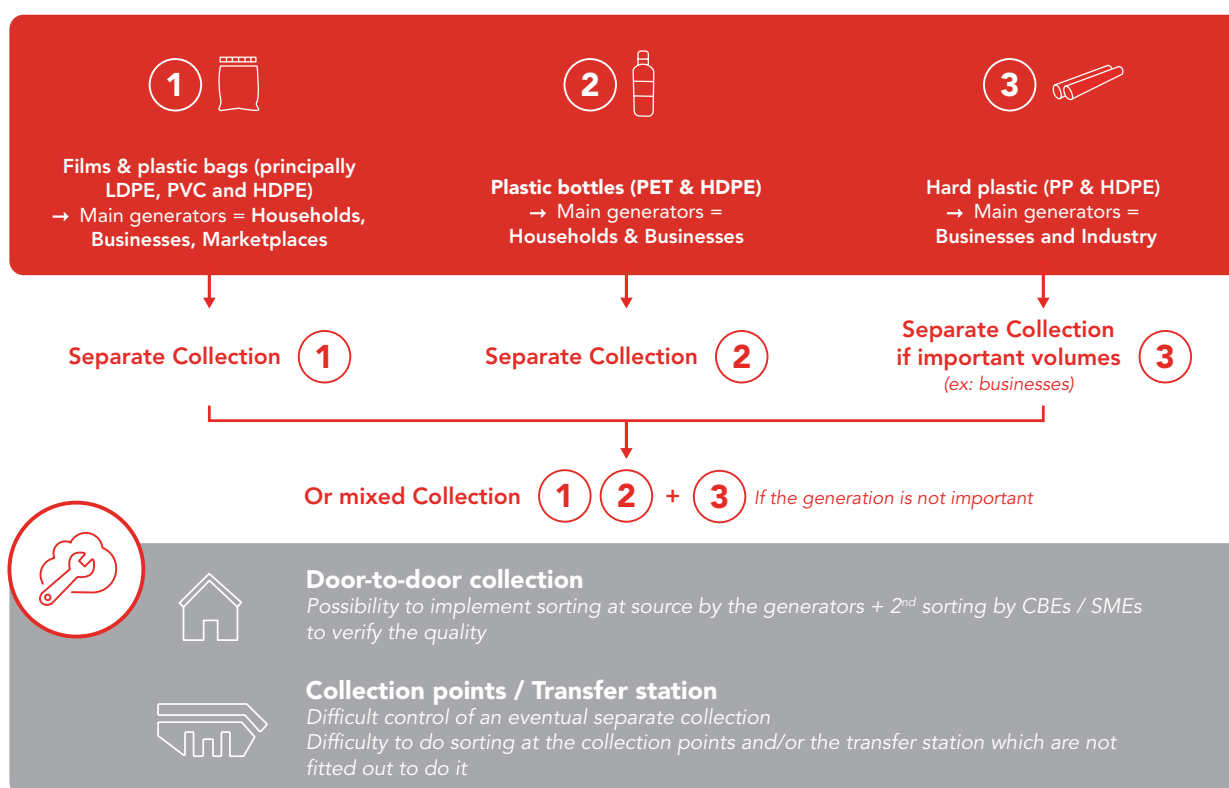 1
Films & plastic bags (principally
LDPE, PVC and HDPE)
→ Main generators = Households,
Businesses, Marketplaces
2
Plastic bottles (PET & HDPE)
→ Main generators =
Households & Businesses
3
Hard plastic (PP & HDPE)
→ Main generators =
Businesses and Industry
Separate Collection 1
Separate Collection 2
Separate Collection
if important volumes 3
(ex: businesses)
Or mixed Collection 1 2 + 3 If the generation is not important
Door-to-door collection
Possibility to implement sorting at source by the generators + 2nd sorting by CBEs / SMEs
to verify the quality
Collection points / Transfer station
Difficult control of an eventual separate collection
Difficulty to do sorting at the collection points and/or the transfer station which are not
fitted out to do it